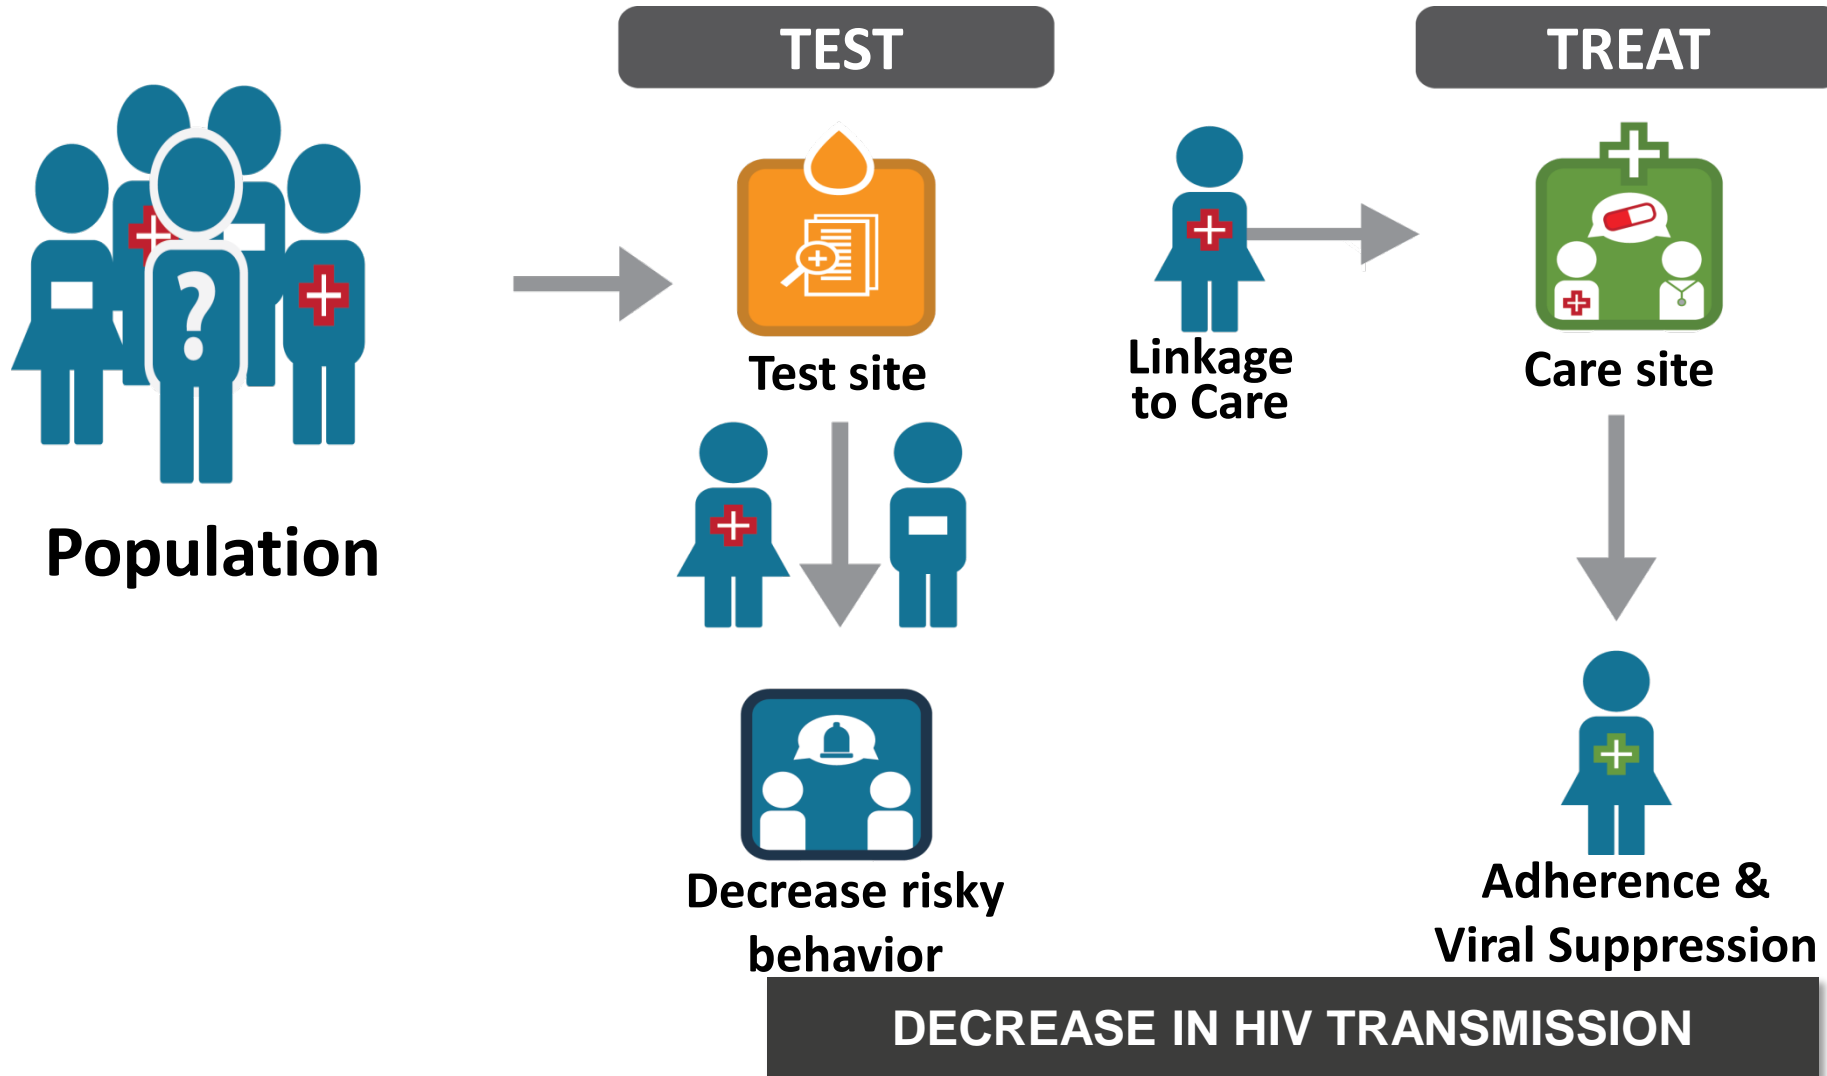 TEST
TREAT
?
Test site
Linkage
to Care
Care site
Population
Decrease risky
behavior
Adherence &
Viral Suppression
DECREASE IN HIV TRANSMISSION